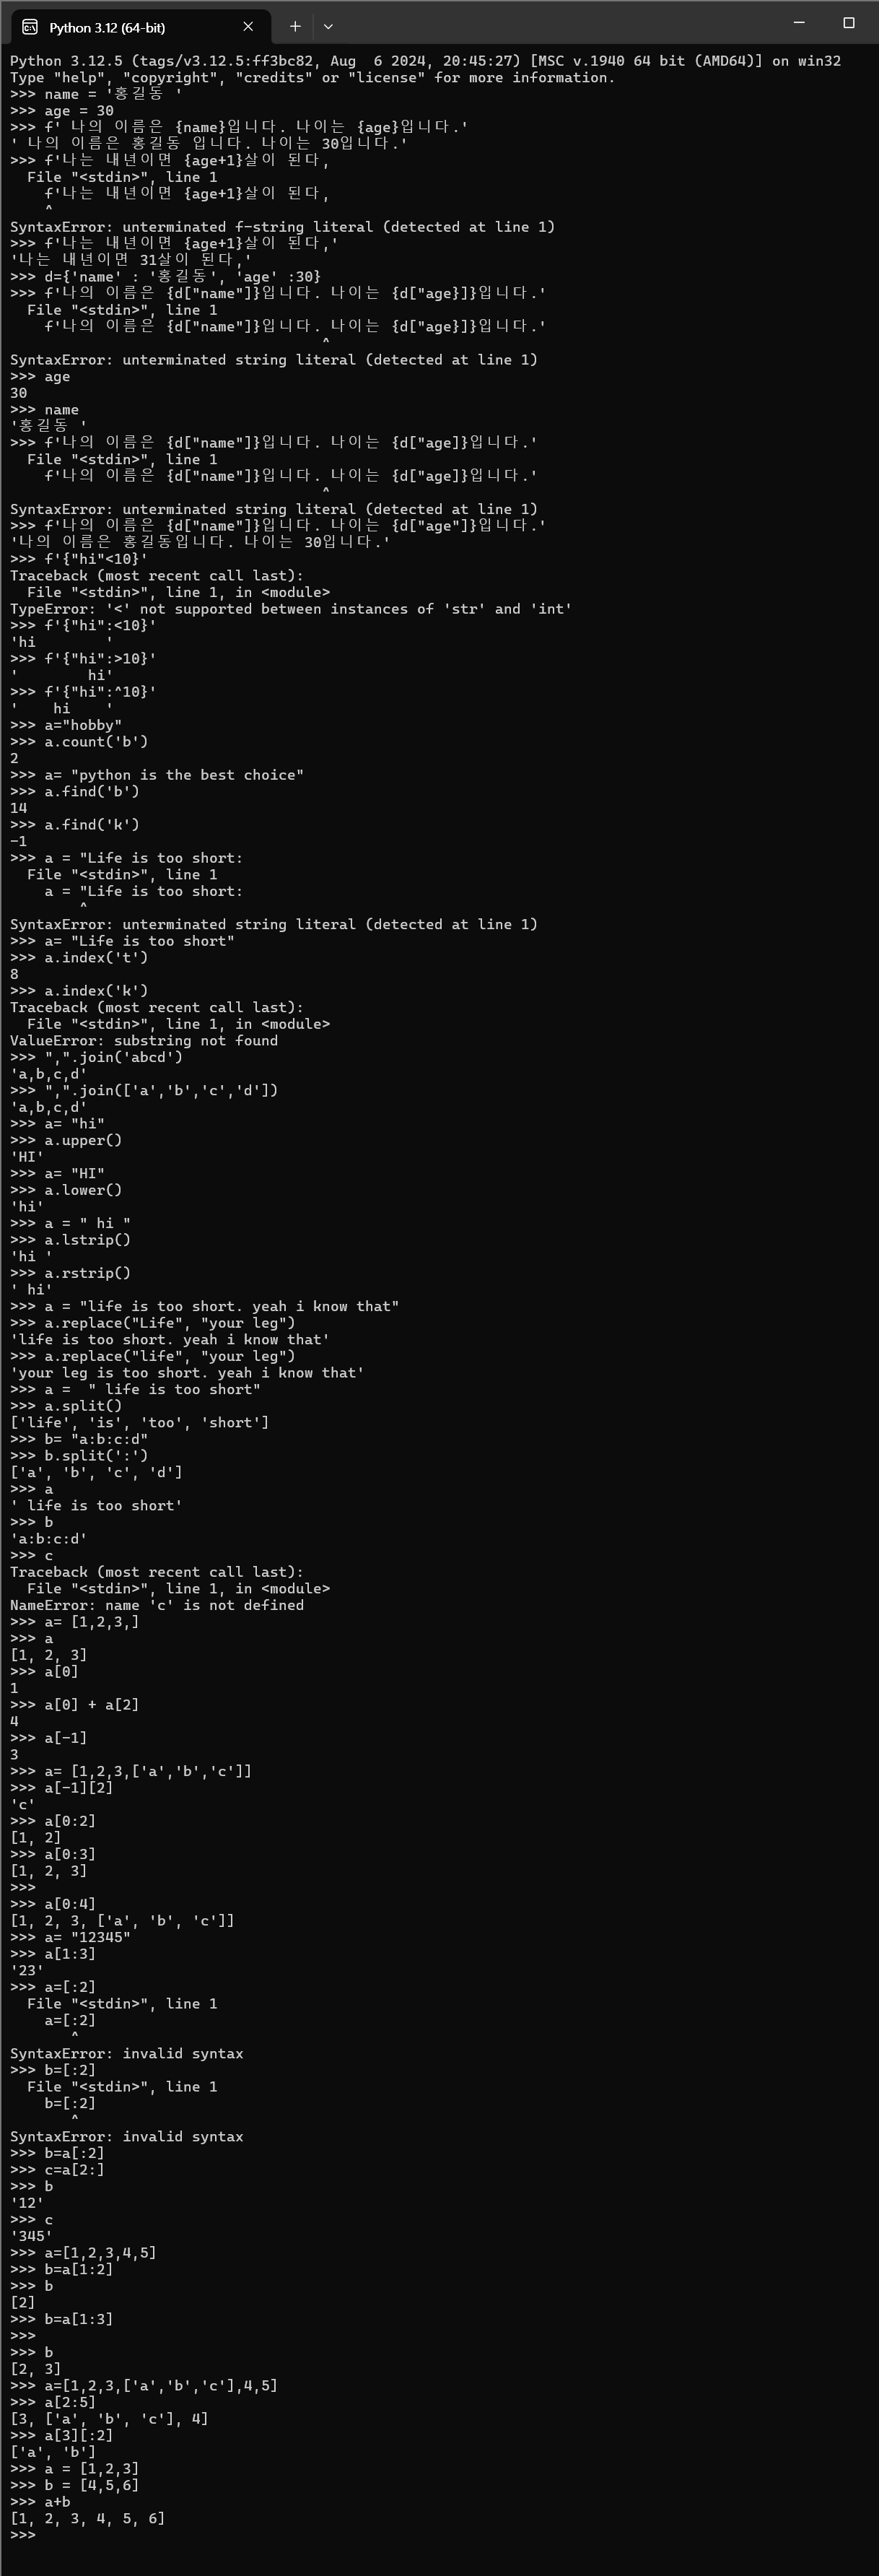 Python 3.12 (64-bit)
Python 3.12.5 (tags/v3.12.5:ff3bc82, Aug  6 2024, 20:45:27) [MSC v.1940 64 bit (AMD64)] on win32
Type "help", "copyright", "credits" or "license" for more information.
>>> name = '홍길동 '
>>> age = 30
>>> f' 나의 이름은 {name}입니다. 나이는 {age}입니다.'
' 나의 이름은 홍길동 입니다. 나이는 30입니다.'
>>> f'나는 내년이면 {age+1}살이 된다,
  File "<stdin>", line 1
    f'나는 내년이면 {age+1}살이 된다,
    ^
SyntaxError: unterminated f-string literal (detected at line 1)
>>> f'나는 내년이면 {age+1}살이 된다,'
'나는 내년이면 31살이 된다,'
>>> d={'name' : '홍길동', 'age' :30}
>>> f'나의 이름은 {d["name"]}입니다. 나이는 {d["age}]}입니다.'
  File "<stdin>", line 1
    f'나의 이름은 {d["name"]}입니다. 나이는 {d["age}]}입니다.'
                                    ^
SyntaxError: unterminated string literal (detected at line 1)
>>> age
30
>>> name
'홍길동 '
>>> f'나의 이름은 {d["name"]}입니다. 나이는 {d["age]}입니다.'
  File "<stdin>", line 1
    f'나의 이름은 {d["name"]}입니다. 나이는 {d["age]}입니다.'
                                    ^
SyntaxError: unterminated string literal (detected at line 1)
>>> f'나의 이름은 {d["name"]}입니다. 나이는 {d["age"]}입니다.'
'나의 이름은 홍길동입니다. 나이는 30입니다.'
>>> f'{"hi"<10}'
Traceback (most recent call last):
  File "<stdin>", line 1, in <module>
TypeError: '<' not supported between instances of 'str' and 'int'
>>> f'{"hi":<10}'
'hi        '
>>> f'{"hi":>10}'
'        hi'
>>> f'{"hi":^10}'
'    hi    '
>>> a="hobby"
>>> a.count('b')
2
>>> a= "python is the best choice"
>>> a.find('b')
14
>>> a.find('k')
-1
>>> a = "Life is too short:
  File "<stdin>", line 1
    a = "Life is too short:
        ^
SyntaxError: unterminated string literal (detected at line 1)
>>> a= "Life is too short"
>>> a.index('t')
8
>>> a.index('k')
Traceback (most recent call last):
  File "<stdin>", line 1, in <module>
ValueError: substring not found
>>> ",".join('abcd')
'a,b,c,d'
>>> ",".join(['a','b','c','d'])
'a,b,c,d'
>>> a= "hi"
>>> a.upper()
'HI'
>>> a= "HI"
>>> a.lower()
'hi'
>>> a = " hi "
>>> a.lstrip()
'hi '
>>> a.rstrip()
' hi'
>>> a = "life is too short. yeah i know that"
>>> a.replace("Life", "your leg")
'life is too short. yeah i know that'
>>> a.replace("life", "your leg")
'your leg is too short. yeah i know that'
>>> a =  " life is too short"
>>> a.split()
['life', 'is', 'too', 'short']
>>> b= "a:b:c:d"
>>> b.split(':')
['a', 'b', 'c', 'd']
>>> a
' life is too short'
>>> b
'a:b:c:d'
>>> c
Traceback (most recent call last):
  File "<stdin>", line 1, in <module>
NameError: name 'c' is not defined
>>> a= [1,2,3,]
>>> a
[1, 2, 3]
>>> a[0]
1
>>> a[0] + a[2]
4
>>> a[-1]
3
>>> a= [1,2,3,['a','b','c']]
>>> a[-1][2]
'c'
>>> a[0:2]
[1, 2]
>>> a[0:3]
[1, 2, 3]
>>>
>>> a[0:4]
[1, 2, 3, ['a', 'b', 'c']]
>>> a= "12345"
>>> a[1:3]
'23'
>>> a=[:2]
  File "<stdin>", line 1
    a=[:2]
       ^
SyntaxError: invalid syntax
>>> b=[:2]
  File "<stdin>", line 1
    b=[:2]
       ^
SyntaxError: invalid syntax
>>> b=a[:2]
>>> c=a[2:]
>>> b
'12'
>>> c
'345'
>>> a=[1,2,3,4,5]
>>> b=a[1:2]
>>> b
[2]
>>> b=a[1:3]
>>>
>>> b
[2, 3]
>>> a=[1,2,3,['a','b','c'],4,5]
>>> a[2:5]
[3, ['a', 'b', 'c'], 4]
>>> a[3][:2]
['a', 'b']
>>> a = [1,2,3]
>>> b = [4,5,6]
>>> a+b
[1, 2, 3, 4, 5, 6]
>>>